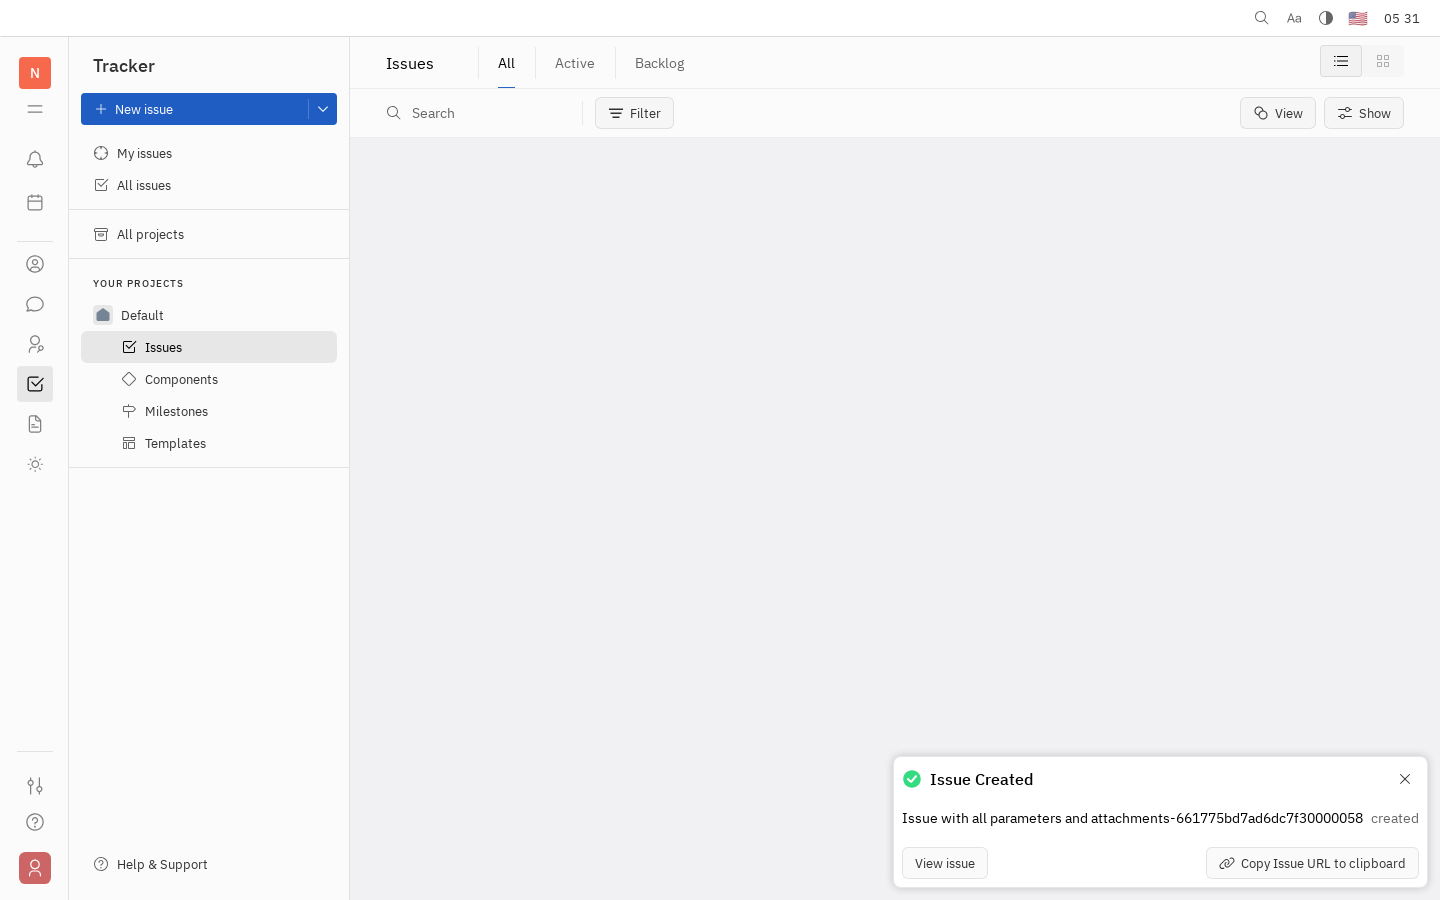 Aa
05 31
N
Tracker
New issue
My issues
All issues
All projects
YOUR PROJECTS
Default
Issues
Components
Milestones
Templates
Help & Support
Issues
All
Active
Backlog
Search
Filter
View
Show
Issue Created
Issue with all parameters and attachments-661775bd7ad6dc7f30000058 created
View issue
Copy Issue URL to clipboard